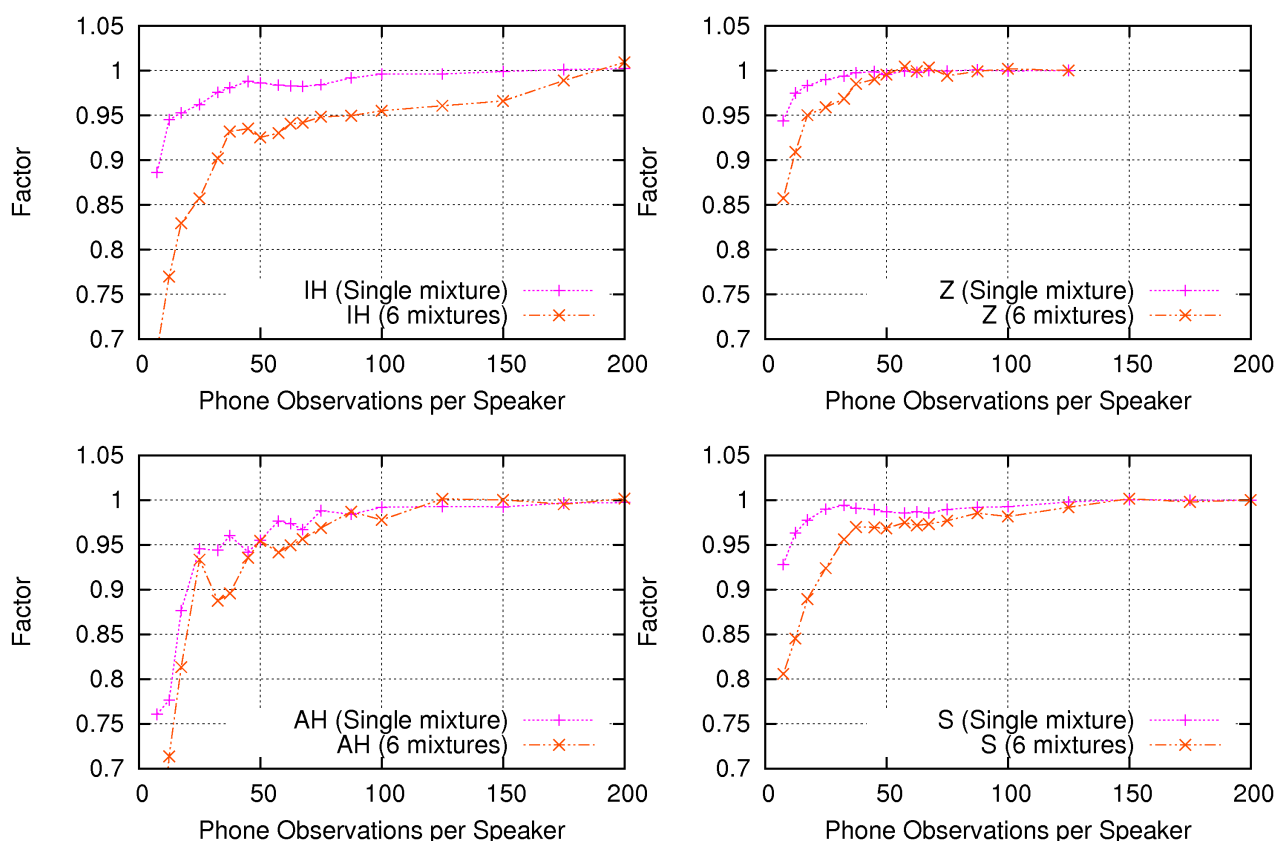 1.05
1
0.95
0.9
0.85
0.8
0.75
0.7
Factor
IH (Single mixture)
IH (6 mixtures)
0 50 100 150 200
Phone Observations per Speaker
1.05
1
0.95
0.9
0.85
0.8
0.75
0.7
Factor
Z (Single mixture)
Z (6 mixtures)
0 50 100 150 200
Phone Observations per Speaker
1.05
1
0.95
0.9
0.85
0.8
0.75
0.7
Factor
AH (Single mixture)
AH (6 mixtures)
0 50 100 150 200
Phone Observations per Speaker
1.05
1
0.95
0.9
0.85
0.8
0.75
0.7
Factor
S (Single mixture)
S (6 mixtures)
0 50 100 150 200
Phone Observations per Speaker